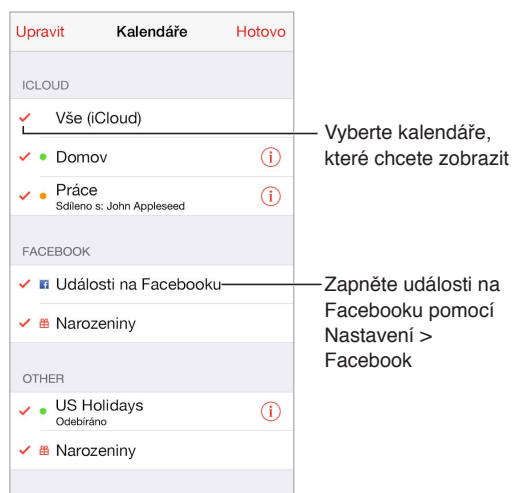 Upravit Kalendáře Hotovo
ICLOUD
Vše (iCloud)
Domov
Práce
Sdíleno s: John Appleseed
FACEBOOK
Události na Facebooku
Narozeniny
OTHER
US Holidays
Odebíráno
Narozeniny
Vyberte kalendáře,
které chcete zobrazit
Zapněte události na
Facebooku pomocí
Nastavení >
Facebook